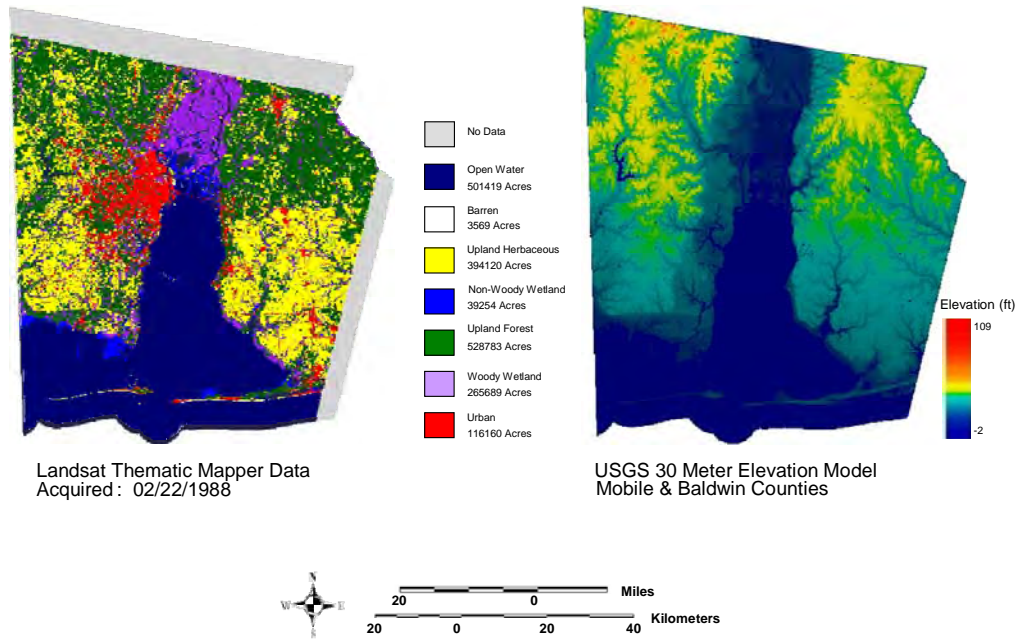 No Data
Open Water
501419 Acres
Barren
3569 Acres
Upland Herbaceous
394120 Acres
Non-Woody Wetland
39254 Acres
Upland Forest
528783 Acres
Woody Wetland
265689 Acres
Urban
116160 Acres
Elevation (ft)
109
-2
Landsat Thematic Mapper Data
Acquired : 02/22/1988
USGS 30 Meter Elevation Model
Mobile & Baldwin Counties
N
W E
S
20 0 Miles
20 0 20 40 Kilometers